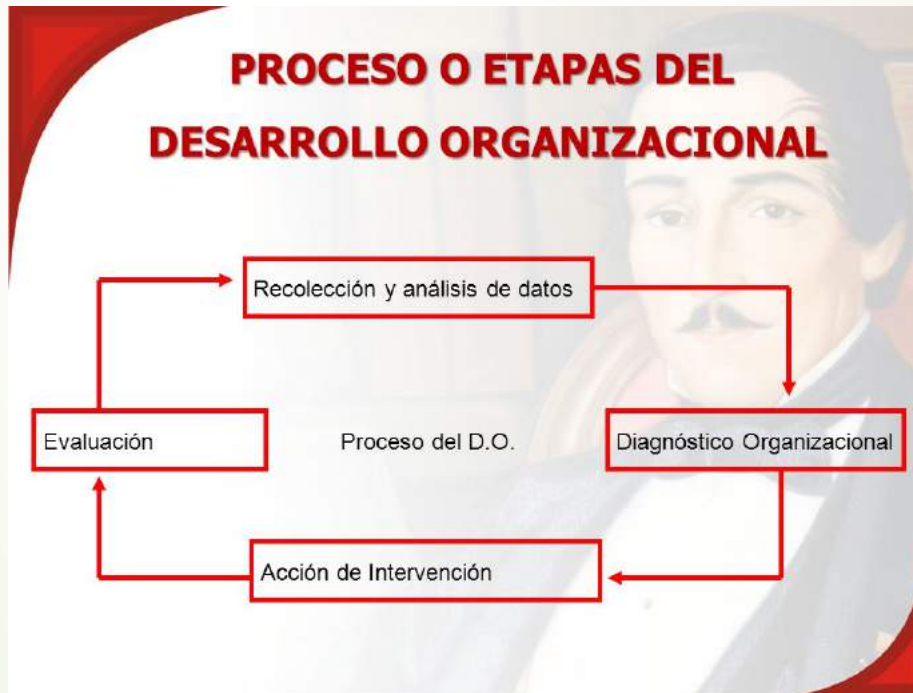 PROCESO O ETAPAS DEL
DESARROLLO ORGANIZACIONAL
Recolección y análisis de datos
Evaluación
Proceso del D.O.
Diagnóstico Organizacional
Acción de Intervención